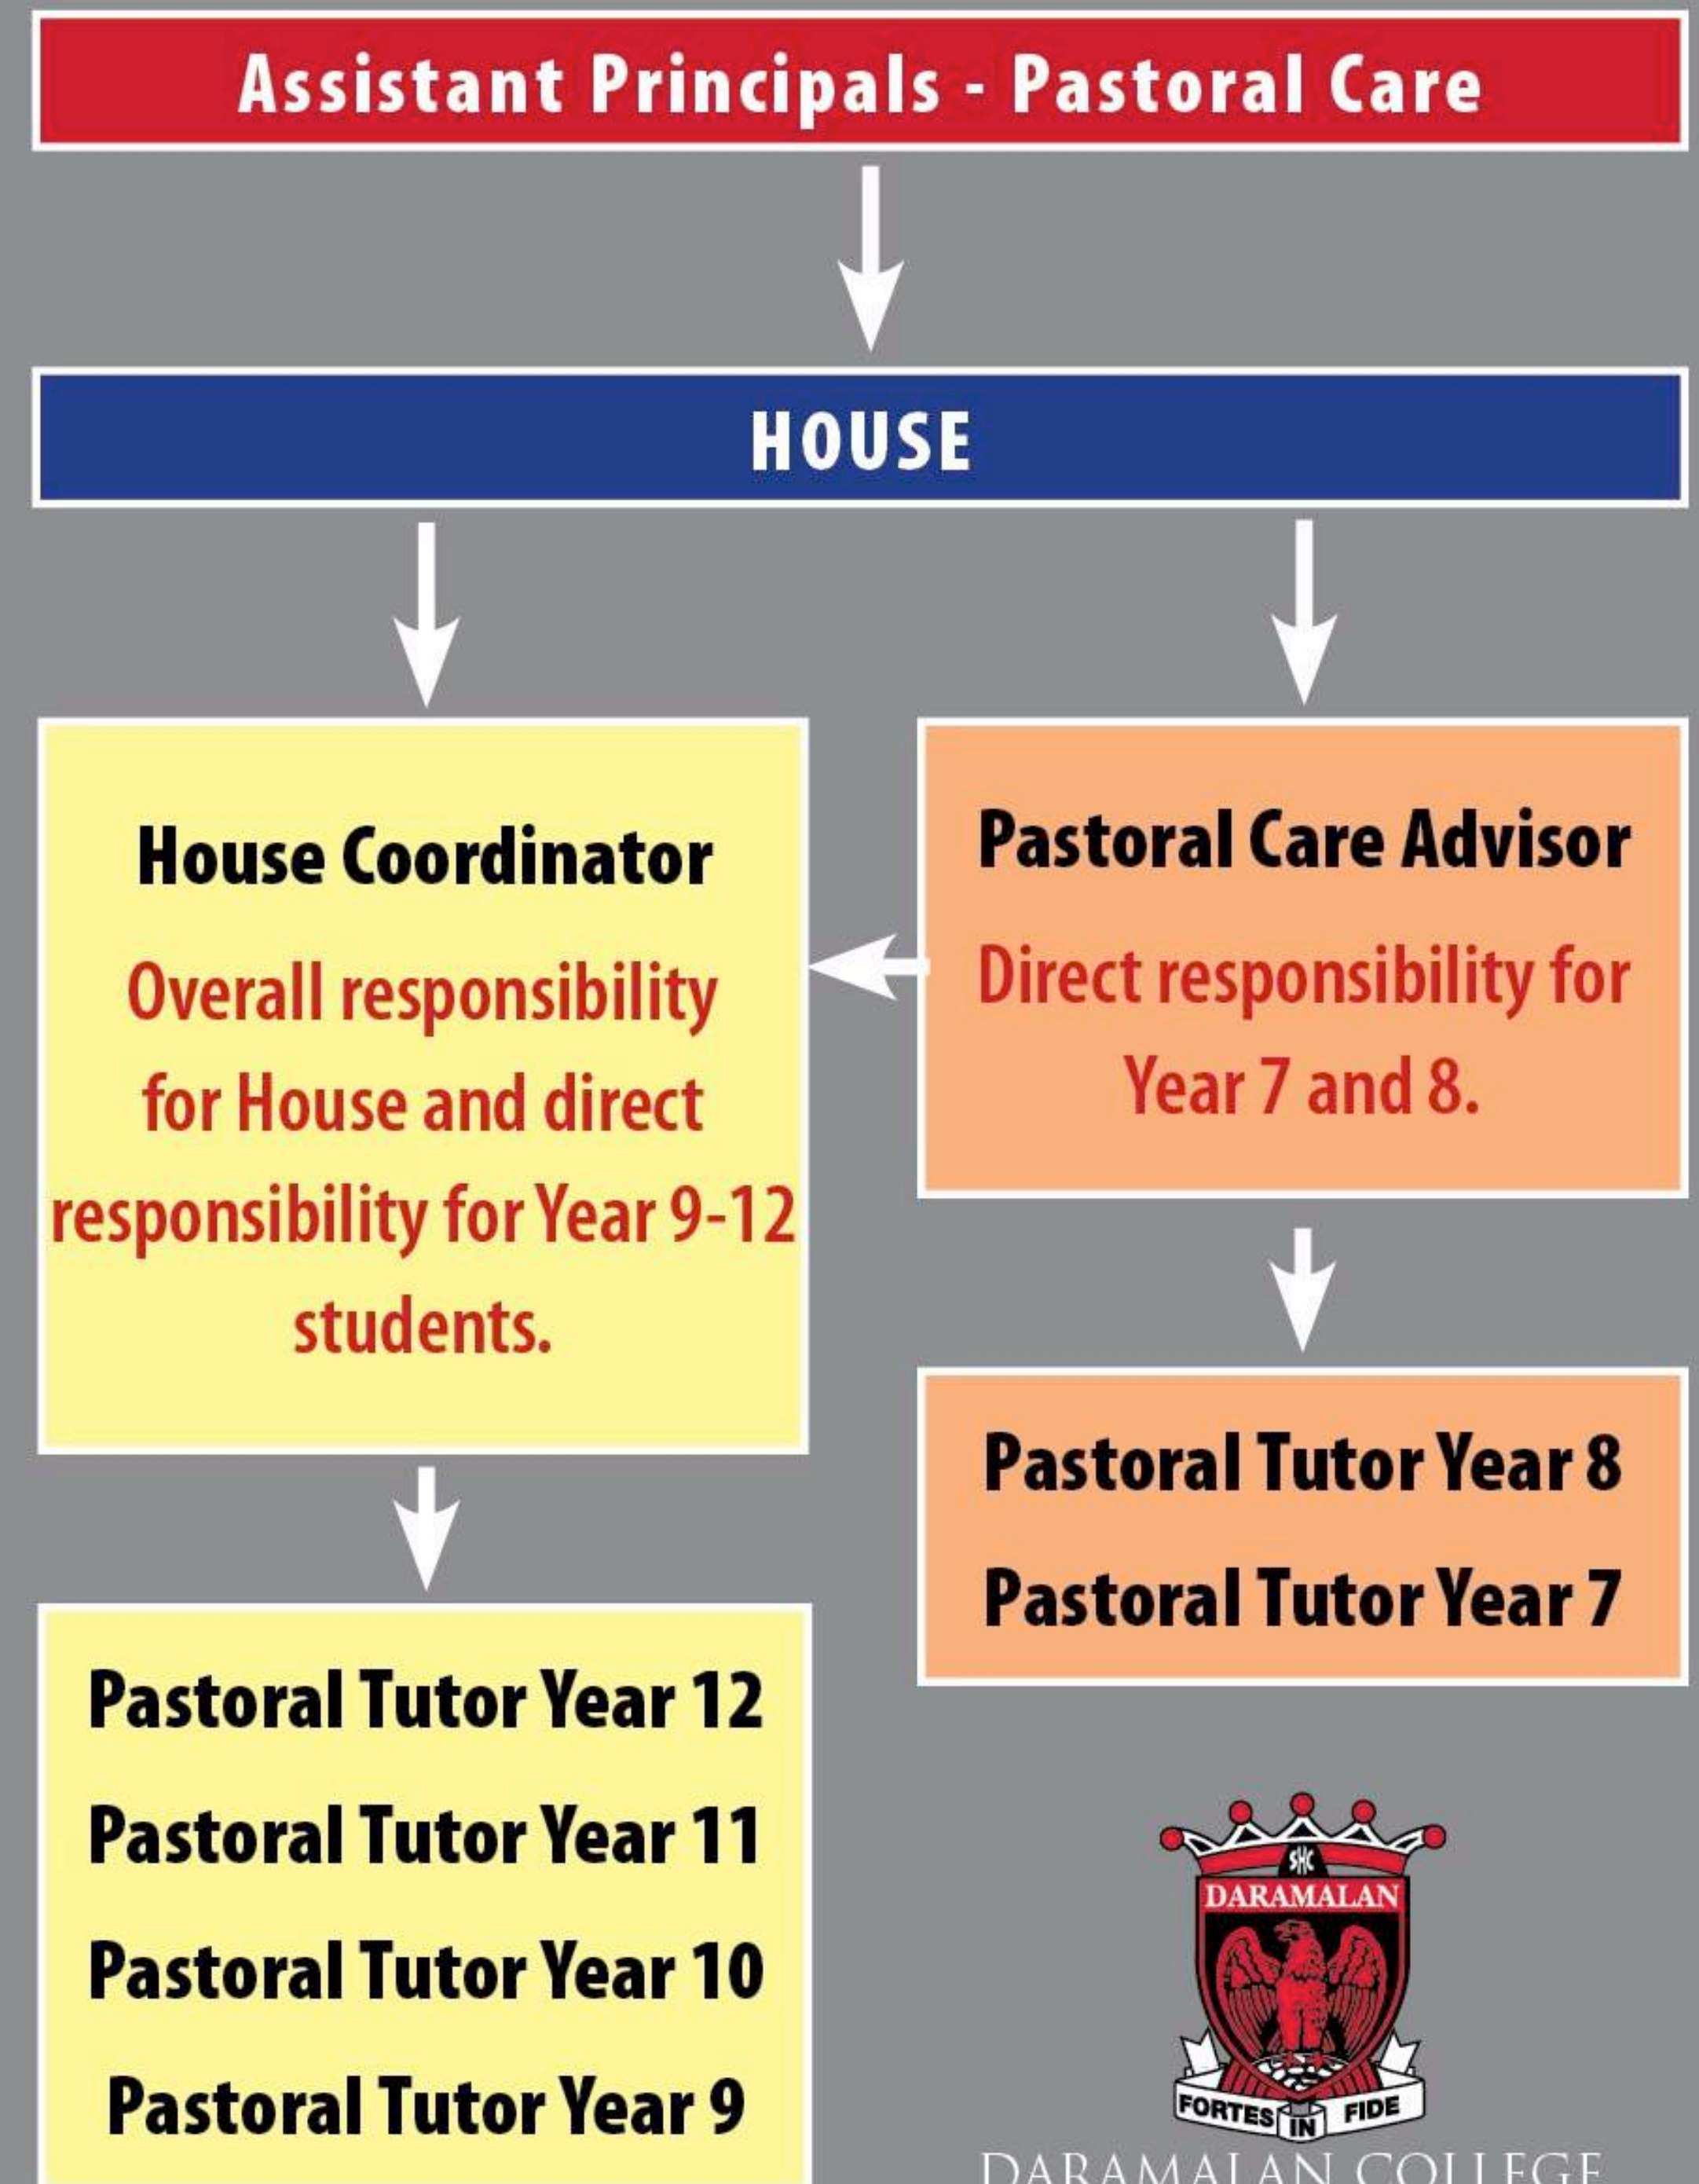 Assistant Principals - Pastoral Care
HOUSE
House Coordinator
Overall responsibility
for House and direct
responsibility for Year 9-12
students.
Pastoral Care Advisor
Direct responsibility for
Year 7 and 8.
Pastoral Tutor Year 8
Pastoral Tutor Year 7
Pastoral Tutor Year 12
Pastoral Tutor Year 11
Pastoral Tutor Year 10
Pastoral Tutor Year 9
SHC
DARAMALAN
FORTES IN FIDE
DARAMALAN COLLEGE